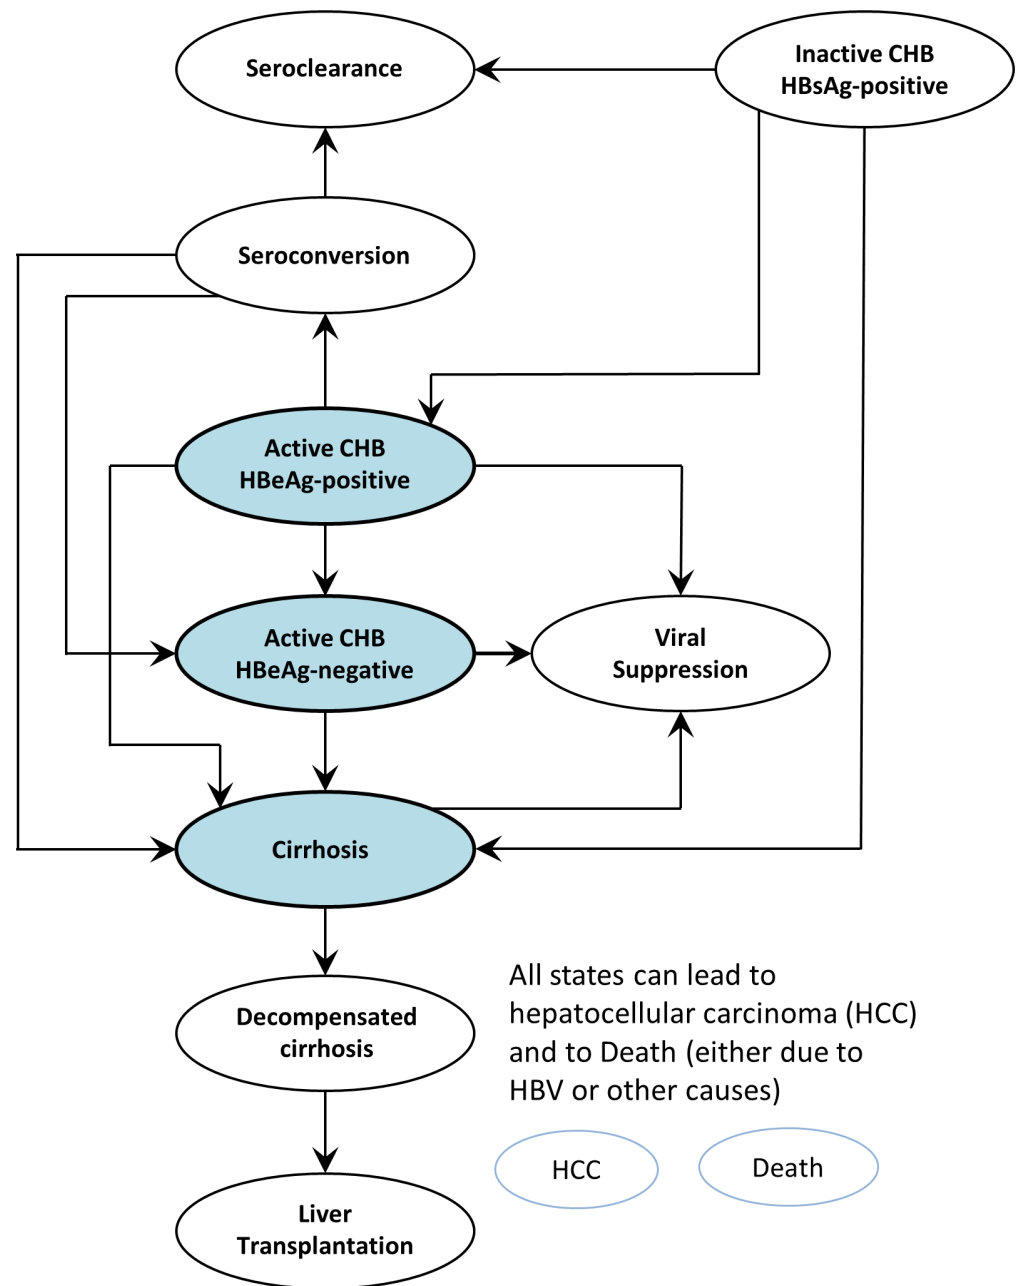 Seroclearance
Inactive CHB
HBsAg-positive
Seroconversion
Active CHB
HBeAg-positive
Active CHB
HBeAg-negative
Viral
Suppression
Cirrhosis
Decompensated
cirrhosis
All states can lead to
hepatocellular carcinoma (HCC)
and to Death (either due to
HBV or other causes)
HCC
Death
Liver
Transplantation